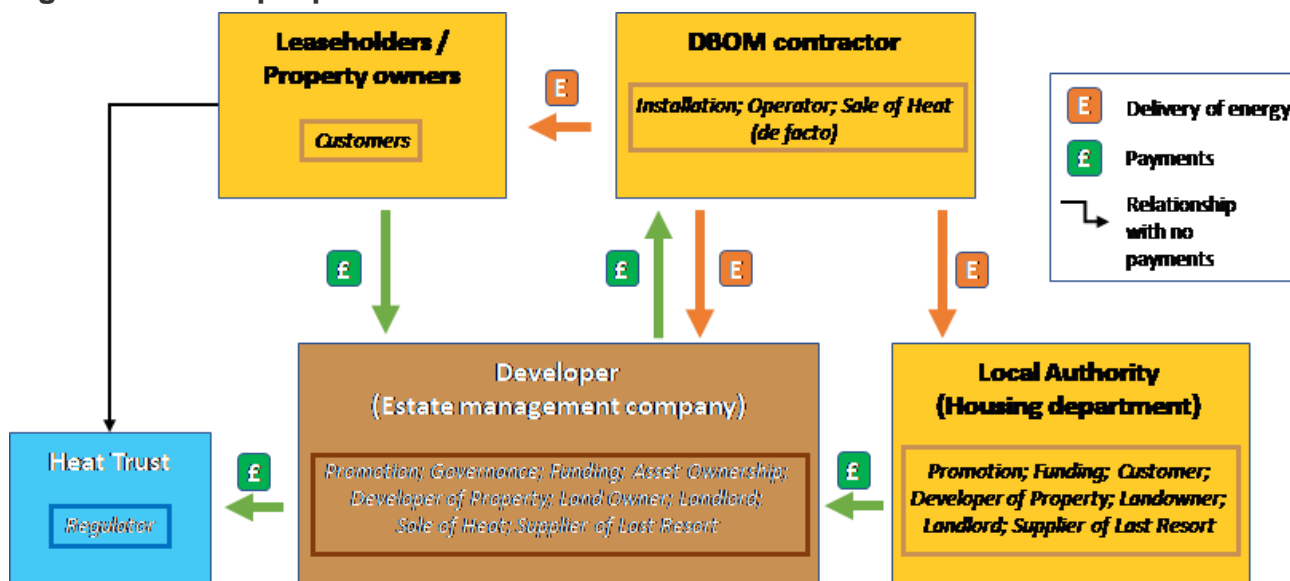 Leaseholders /
Property owners
Customers
DBOM contractor
Installation; Operator; Sale of Heat
(de facto)
E
E
Delivery of energy
£
Payments
Relationship
with no
payments
£
£
E
E
Developer
(Estate management company)
Promotion; Governance; Funding; Asset Ownership;
Developer of Property; Land Owner; Landlord;
Sale of Heat; Supplier of Last Resort
Local Authority
(Housing department)
Promotion; Funding; Customer;
Developer of Property; Landowner;
Landlord; Supplier of Last Resort
Heat Trust
Regulator
£
£